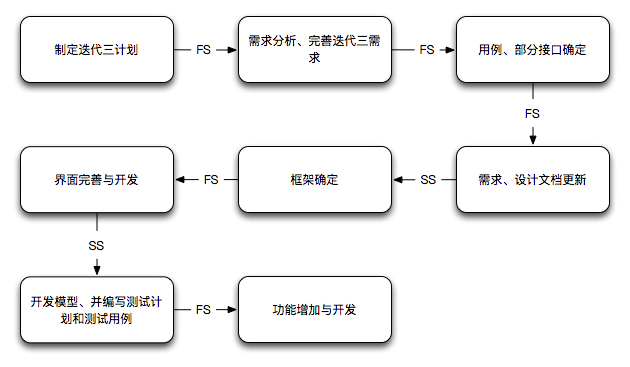 制定迭代三计划
FS
需求分析、完善迭代三需
求
FS
用例、部分接口确定
FS
需求、设计文档更新
SS
框架确定
FS
界面完善与开发
SS
开发模型、并编写测试计
划和测试用例
FS
功能增加与开发